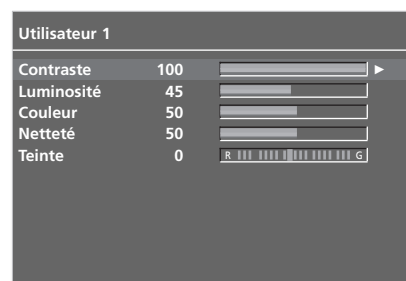 Utilisateur 1
Contraste 100
Luminosité 45
Couleur 50
Netteté 50
Teinte 0 R G